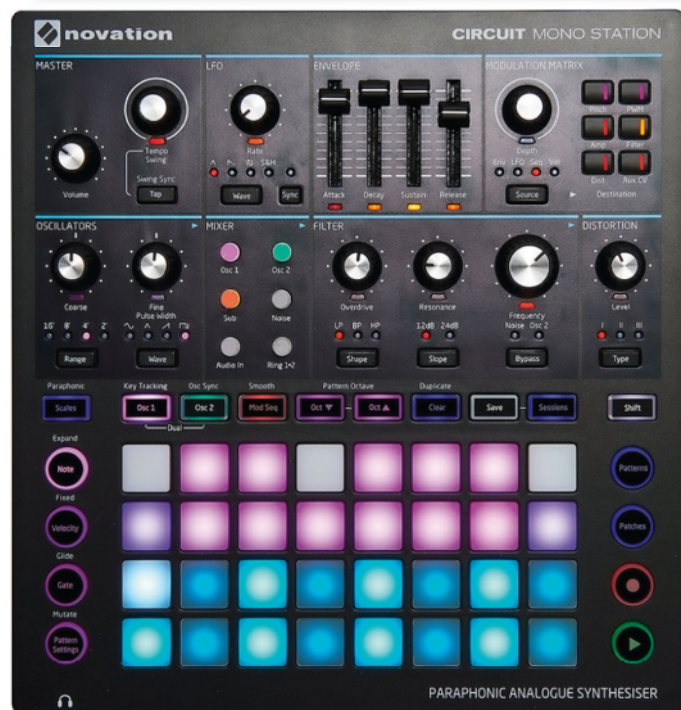 novation
CIRCUIT MONO STATION
MASTER
LFO
ENVELOPE
MODULATION MATRIX
Volume
Tempo
Swing
Swing Sync
Tap
Rate
S&H
Wave
Sync
Attack
Decay
Sustain
Release
Depth
Env LFO Seq Vel
Source
Pitch
PWM
Amp
Filter
Dist
Aux CV
Destination
OSCILLATORS
MIXER
FILTER
DISTORTION
Coarse
Fine
Pulse Width
16' 8' 4' 2'
Range
Wave
Osc 1
Osc 2
Sub
Noise
Audio In
Ring 1•2
Overdrive
Resonance
Frequency
LP BP HP
12dB 24dB
Noise Osc 2
Shape
Slope
Bypass
Level
I II III
Type
Paraphonic
Key Tracking
Osc Sync
Smooth
Pattern Octave
Duplicate
Scales
Osc 1
Osc 2
Mod Seq
Oct ▼
Oct ▲
Clear
Save
Sessions
Shift
Dual
Expand
Note
Patterns
Fixed
Velocity
Patches
Glide
Gate
Mutate
Pattern
Settings
PARAPHONIC ANALOGUE SYNTHESISER